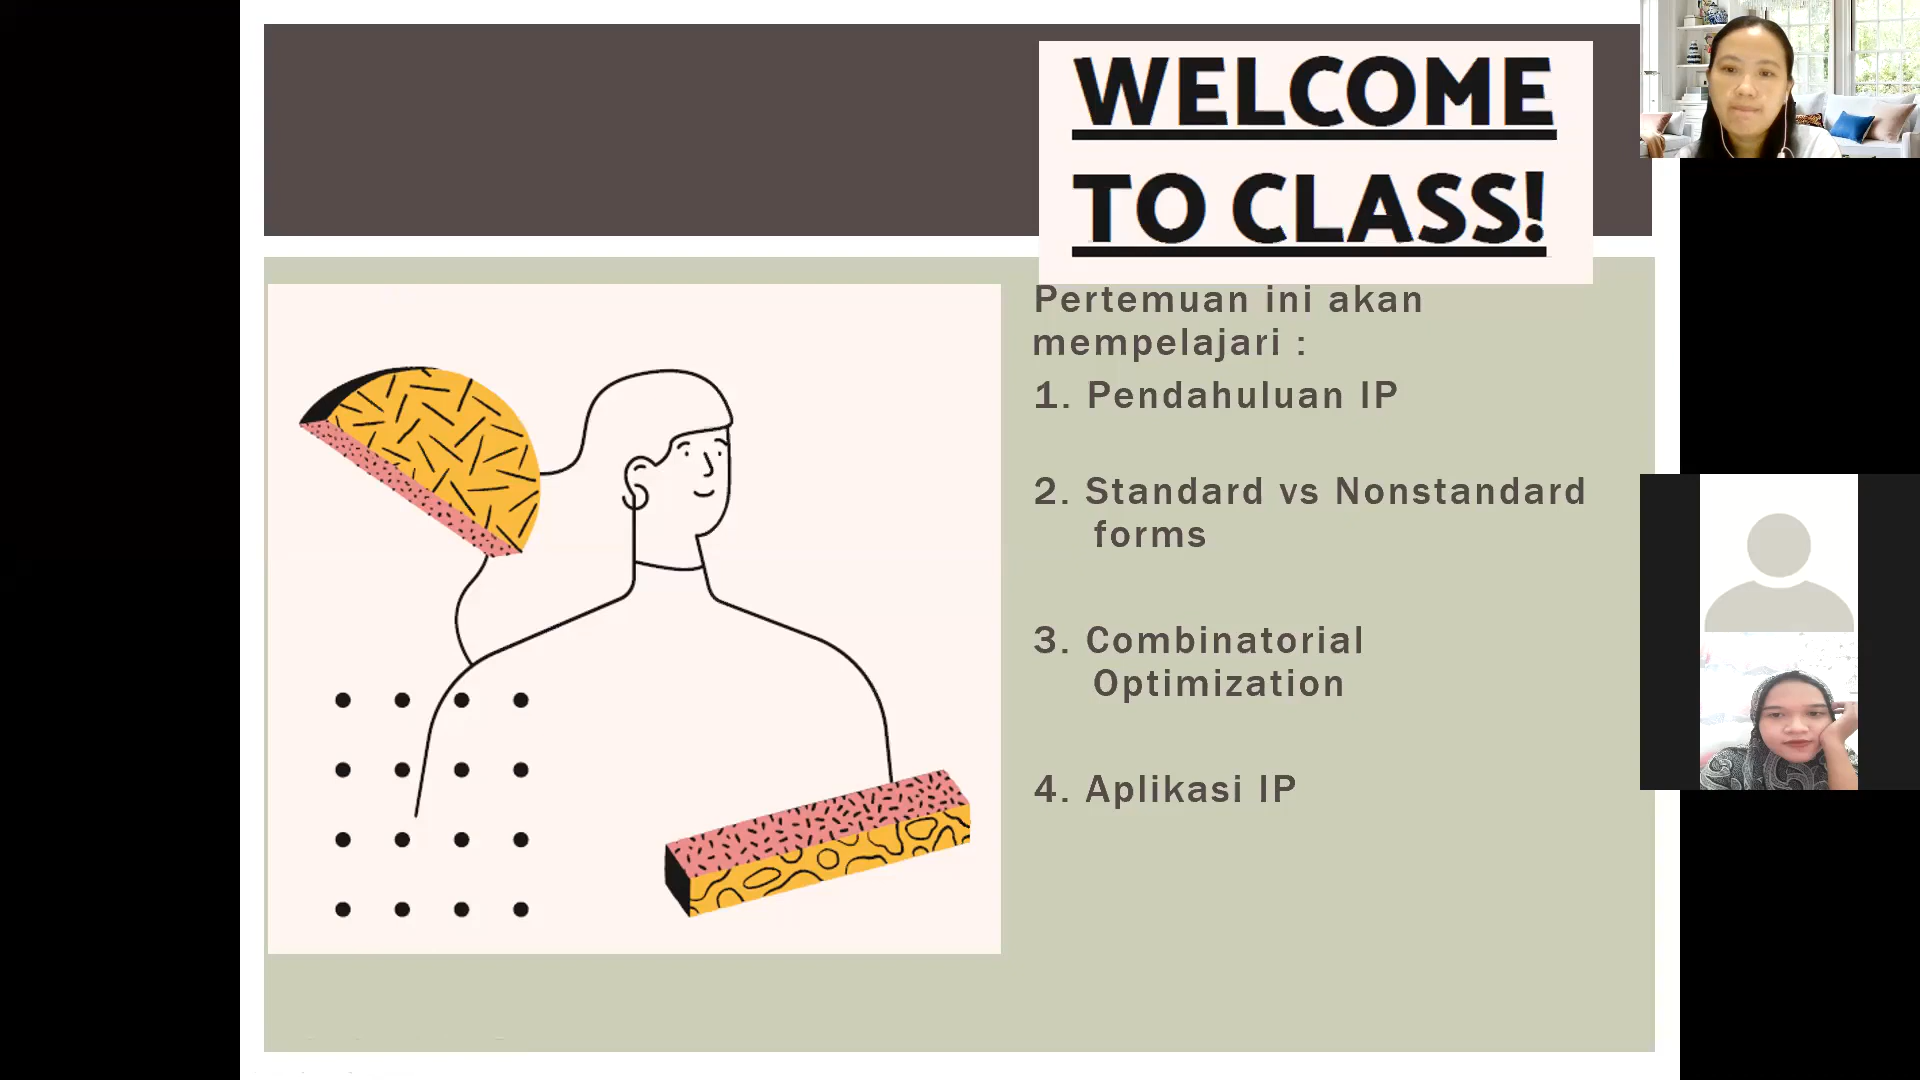 WELCOME
TO CLASS!
Pertemuan ini akan
mempelajari :
1. Pendahuluan IP
2. Standard vs Nonstandard
forms
3. Combinatorial
Optimization
4. Aplikasi IP